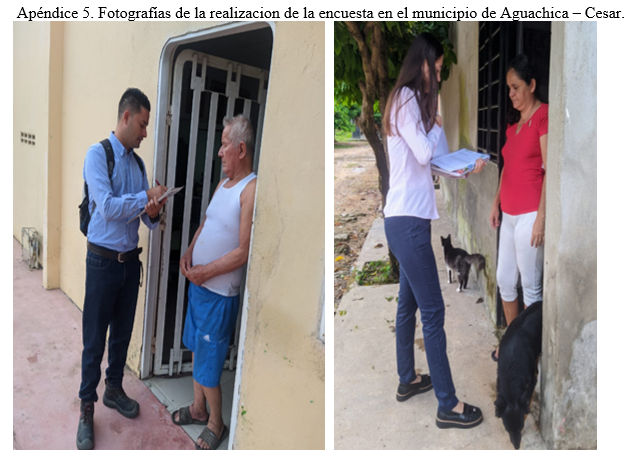 Apéndice 5. Fotografías de la realizacion de la encuesta en el municipio de Aguachica – Cesar.